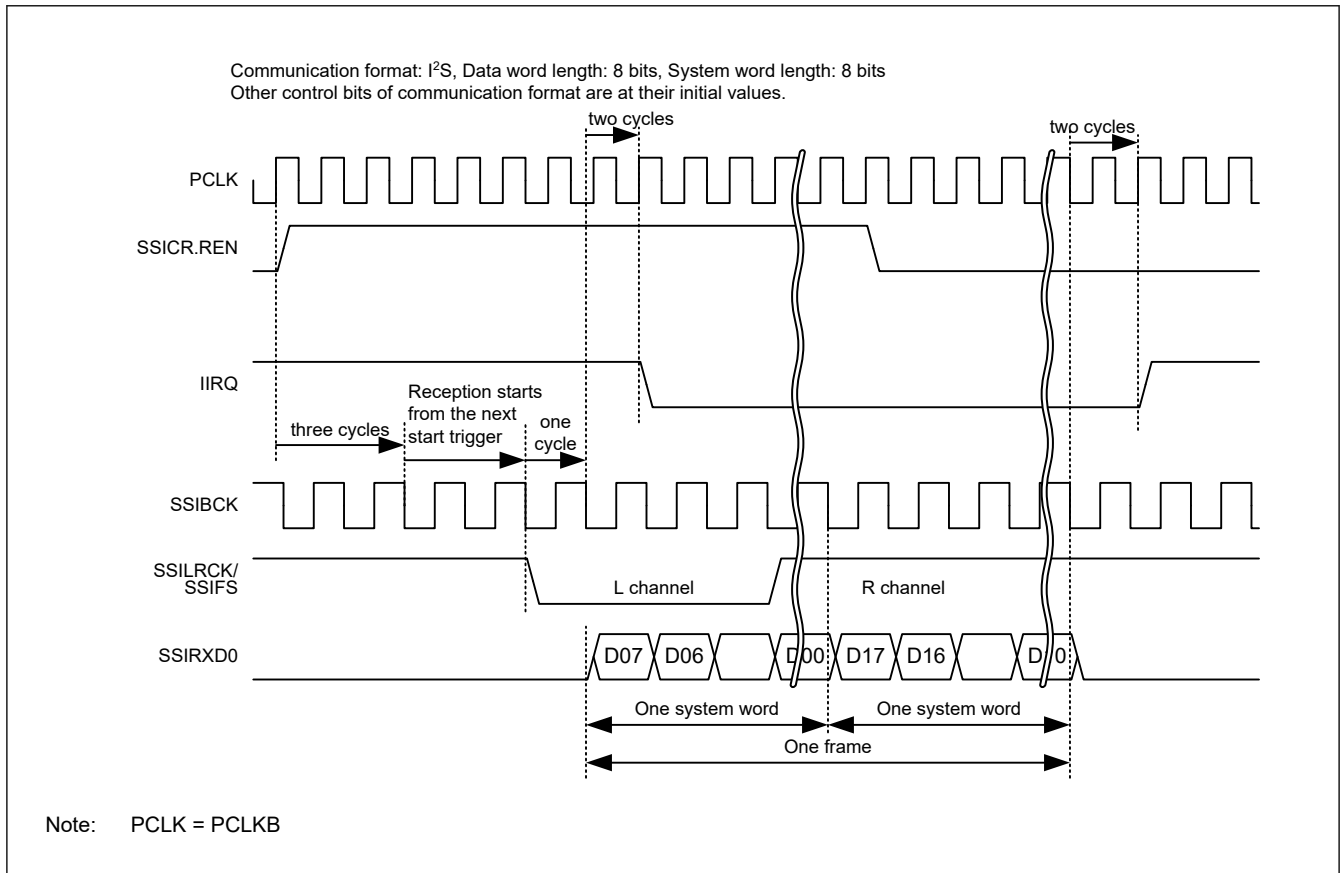 Communication format: I²S, Data word length: 8 bits, System word length: 8 bits
Other control bits of communication format are at their initial values.
two cycles
two cycles
PCLK
SSICR.REN
IIRQ
Reception starts
from the next
start trigger
one
cycle
three cycles
SSIBCK
SSILRCK/
SSIFS
L channel
R channel
SSIRXD0
D07 D06 D00 D17 D16
One system word
One system word
One frame
Note: PCLK = PCLKB